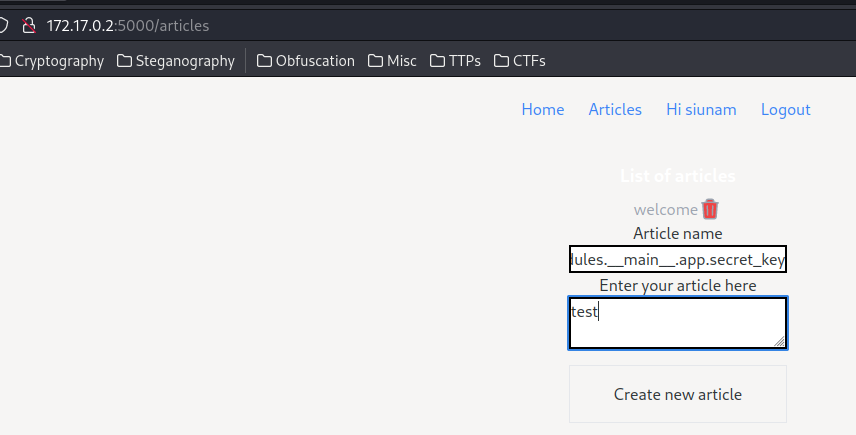 172.17.0.2:5000/articles
Cryptography Steganography Obfuscation Misc TTPs CTFs
Home Articles Hi siunam Logout
List of articles
welcome
Article name
dules.__main__.app.secret_key
Enter your article here
test
Create new article